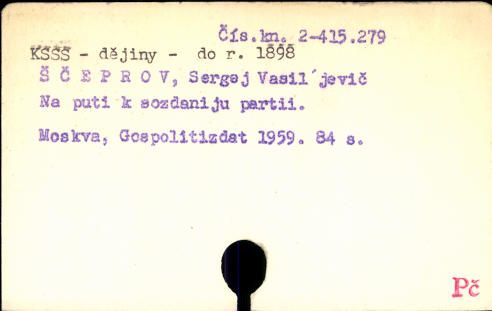 Čís.kn. 2-415.279
KSSS - dějiny - do r. 1898
Š Č E P R O V, Sergej Vasil´jevič
Na puti k sozdaniju partii.
Moskva, Gospolitizdat 1959. 84 s.
Pč